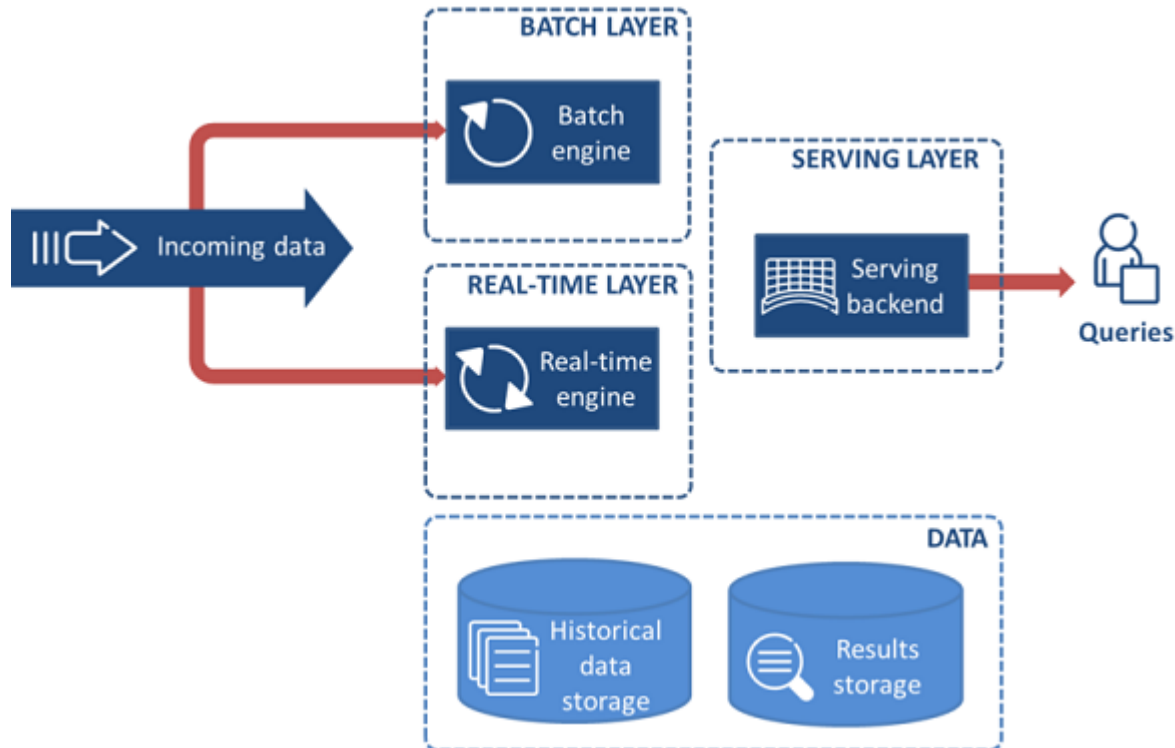 BATCH LAYER
Batch
engine
Incoming data
REAL-TIME LAYER
Real-time
engine
SERVING LAYER
Serving
backend
Queries
DATA
Historical
data
storage
Results
storage